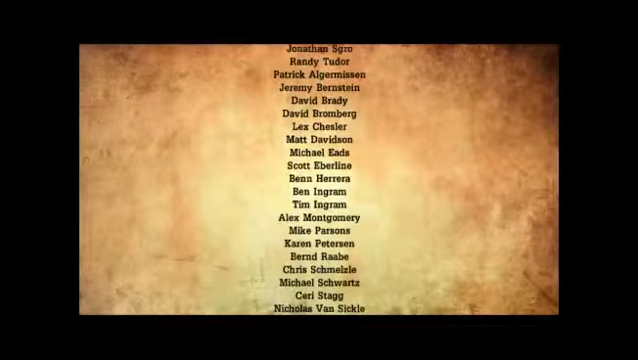 Jonathan Sgro
Randy Tudor
Patrick Algermissen
Jeremy Bernstein
David Brady
David Bromberg
Lex Chesler
Matt Davidson
Michael Eads
Scott Eberline
Benn Herrera
Ben Ingram
Tim Ingram
Alex Montgomery
Mike Parsons
Karen Petersen
Bernd Raabe
Chris Schmelzle
Michael Schwartz
Ceri Stagg
Nicholas Van Sickle